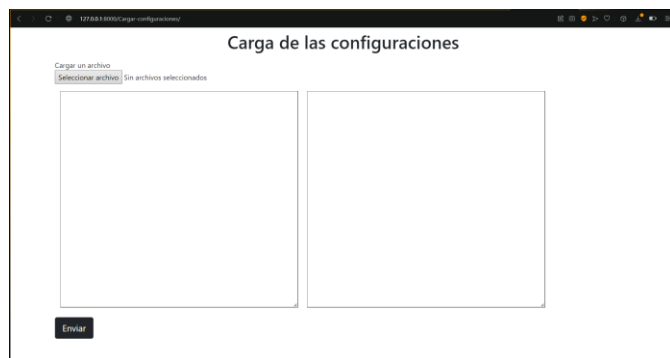 127.0.0.1:8000/Cargar-configuraciones/
Carga de las configuraciones
Cargar un archivo
Seleccionar archivo Sin archivos seleccionados
Enviar